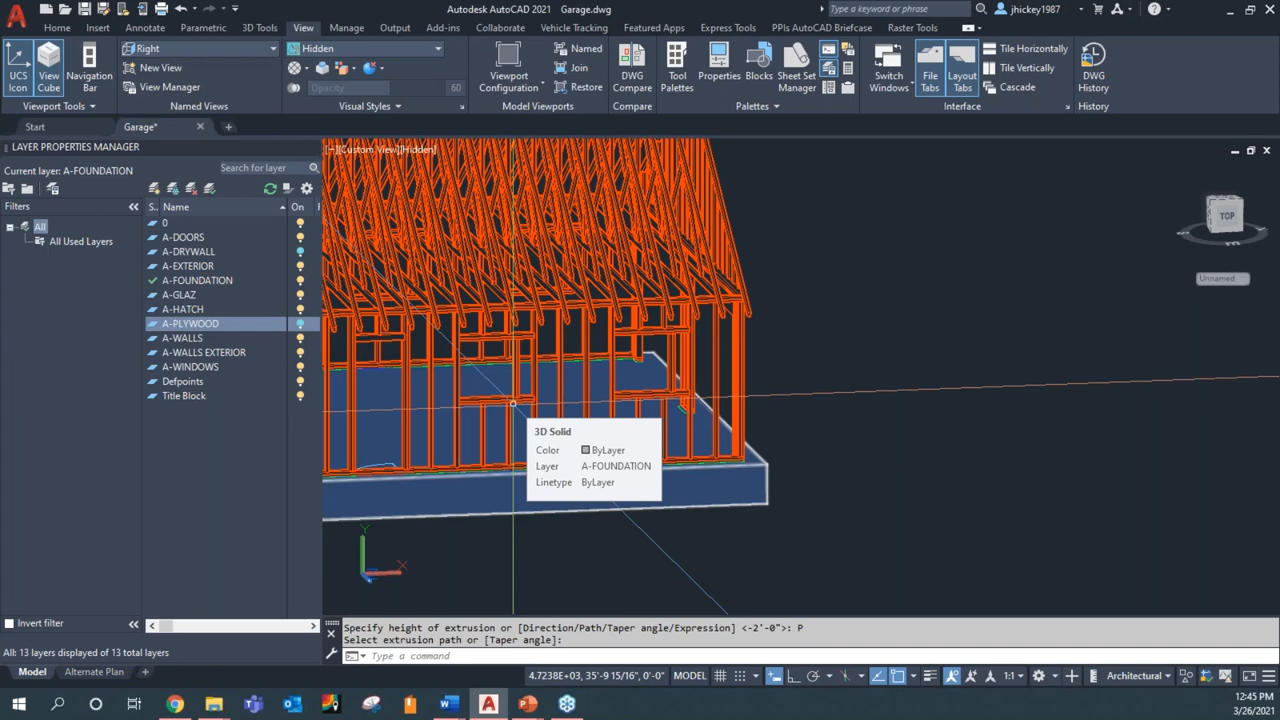 Autodesk AutoCAD 2021 Garage.dwg
Type a keyword or phrase
jhickey1987
Home Insert Annotate Parametric 3D Tools View Manage Output Add-ins Collaborate Vehicle Tracking Featured Apps Express Tools PPIs AutoCAD Briefcase Raster Tools
UCS Icon
View Cube
Navigation Bar
Viewport Tools
Right
New View
View Manager
Named Views
Hidden
Opacity 60
Visual Styles
Viewport Configuration
Named
Join
Restore
Model Viewports
DWG Compare
Compare
Tool Palettes
Properties
Blocks
Sheet Set Manager
Palettes
Switch Windows
File Tabs
Layout Tabs
Tile Horizontally
Tile Vertically
Cascade
Interface
DWG History
History
Start
Garage*
LAYER PROPERTIES MANAGER
Current layer: A-FOUNDATION
Search for layer
Filters
All
All Used Layers
S.. Name On F
0
A-DOORS
A-DRYWALL
A-EXTERIOR
A-FOUNDATION
A-GLAZ
A-HATCH
A-PLYWOOD
A-WALLS
A-WALLS EXTERIOR
A-WINDOWS
Defpoints
Title Block
Invert filter
All: 13 layers displayed of 13 total layers
[−][Custom View][Hidden]
TOP
S
Unnamed
3D Solid
Color ByLayer
Layer A-FOUNDATION
Linetype ByLayer
Y
X
Specify height of extrusion or [Direction/Path/Taper angle/Expression] <-2'-0">: P
Select extrusion path or [Taper angle]:
Type a command
Model
Alternate Plan
4.7238E+03, 35'-9 15/16", 0'-0"
MODEL
1:1
Architectural
12:45 PM
3/26/2021